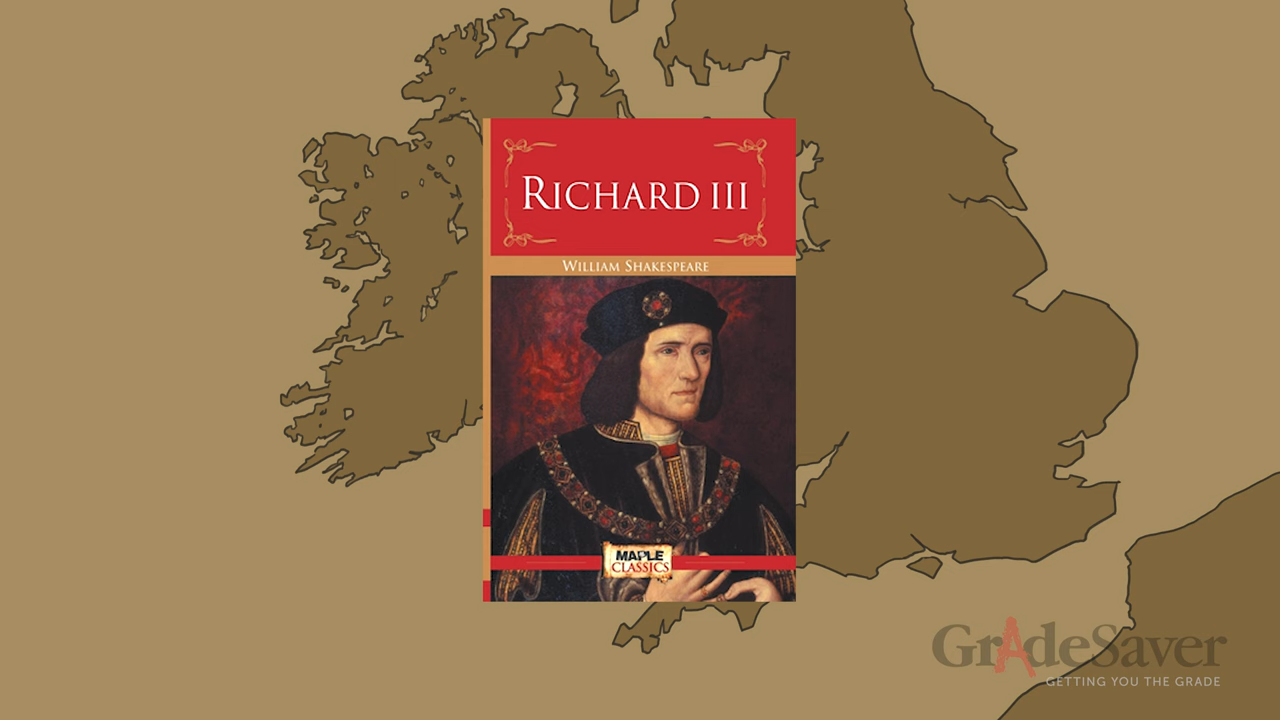 RICHARD III
WILLIAM SHAKESPEARE
MAPLE
CLASSICS
GrAdeSaver
GETTING YOU THE GRADE